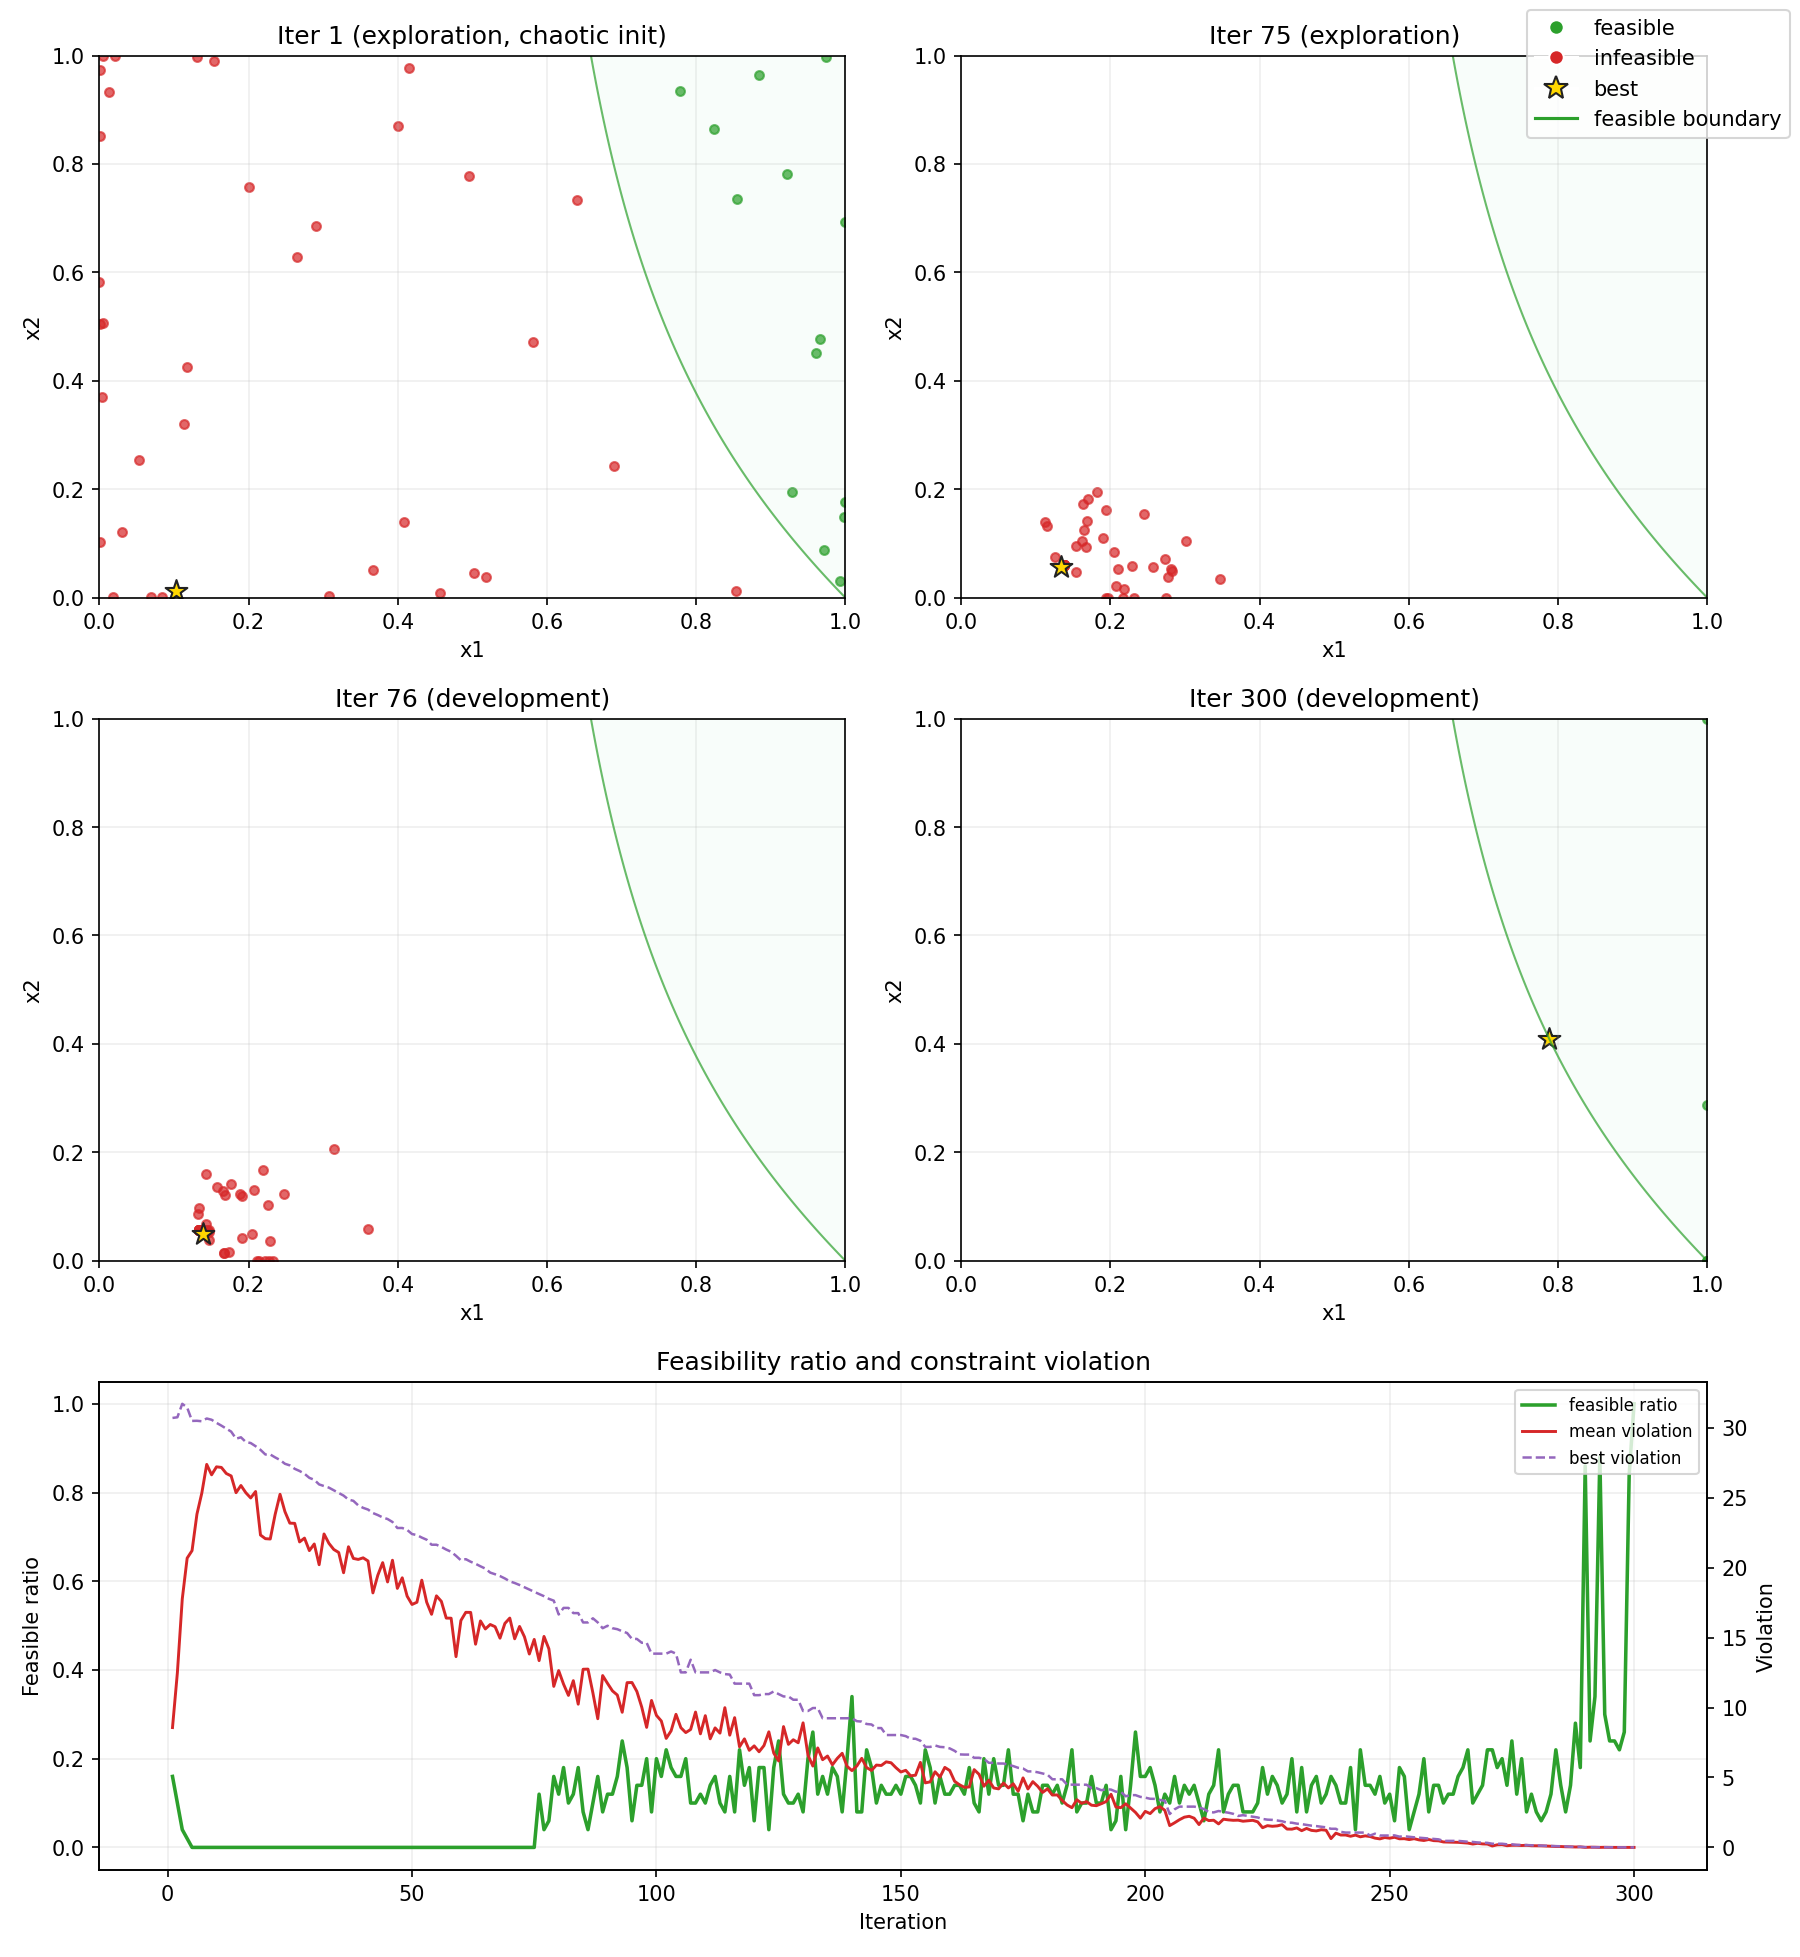 Iter 1 (exploration, chaotic init)
1.0
0.8
0.6
0.4
0.2
0.0
x2
0.0 0.2 0.4 0.6 0.8 1.0
x1
Iter 75 (exploration)
feasible
infeasible
best
feasible boundary
1.0
0.8
0.6
0.4
0.2
0.0
x2
0.0 0.2 0.4 0.6 0.8 1.0
x1
Iter 76 (development)
1.0
0.8
0.6
0.4
0.2
0.0
x2
0.0 0.2 0.4 0.6 0.8 1.0
x1
Iter 300 (development)
1.0
0.8
0.6
0.4
0.2
0.0
x2
0.0 0.2 0.4 0.6 0.8 1.0
x1
Feasibility ratio and constraint violation
1.0
0.8
0.6
0.4
0.2
0.0
Feasible ratio
feasible ratio
mean violation
best violation
30
25
20
15
10
5
0
Violation
0 50 100 150 200 250 300
Iteration